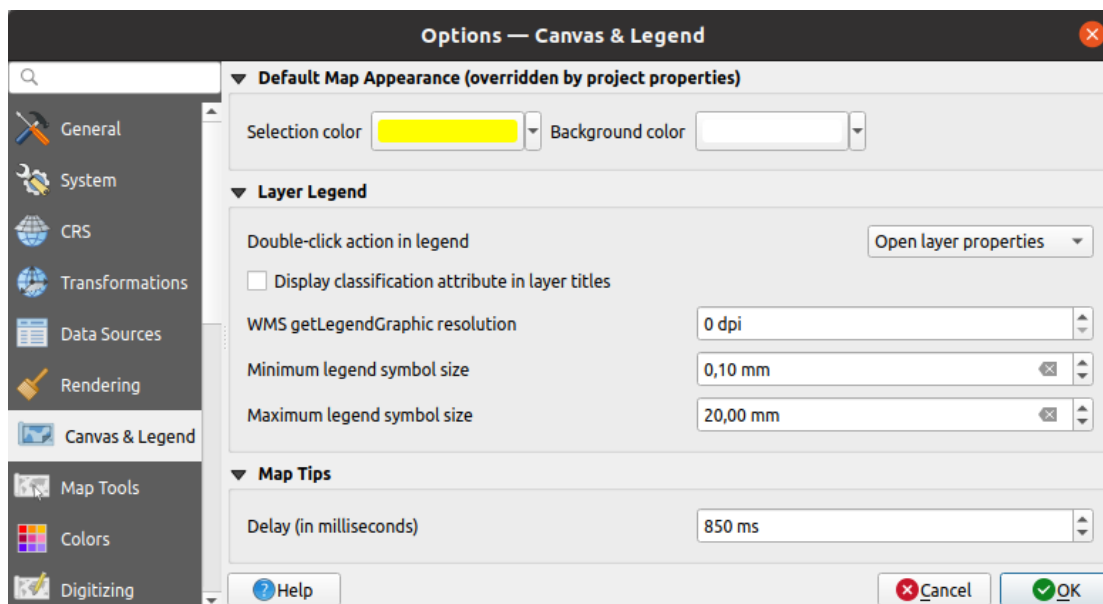 Options — Canvas & Legend
General
System
CRS
Transformations
Data Sources
Rendering
Canvas & Legend
Map Tools
Colors
Digitizing
Default Map Appearance (overridden by project properties)
Selection color Background color
Layer Legend
Double-click action in legend Open layer properties
Display classification attribute in layer titles
WMS getLegendGraphic resolution 0 dpi
Minimum legend symbol size 0,10 mm
Maximum legend symbol size 20,00 mm
Map Tips
Delay (in milliseconds) 850 ms
Help Cancel OK